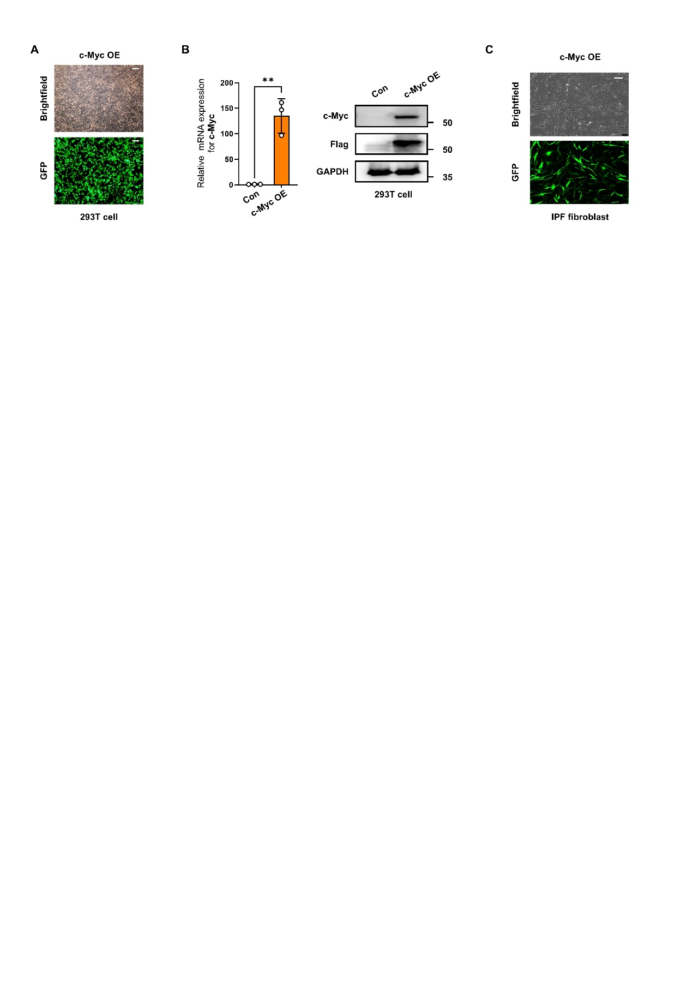 A
c-Myc OE
Brightfield
GFP
293T cell
B
Relative mRNA expression
for c-Myc
200
150
100
50
0
**
Con
c-Myc OE
Con
c-Myc OE
c-Myc
50
Flag
50
GAPDH
35
293T cell
C
c-Myc OE
Brightfield
GFP
IPF fibroblast